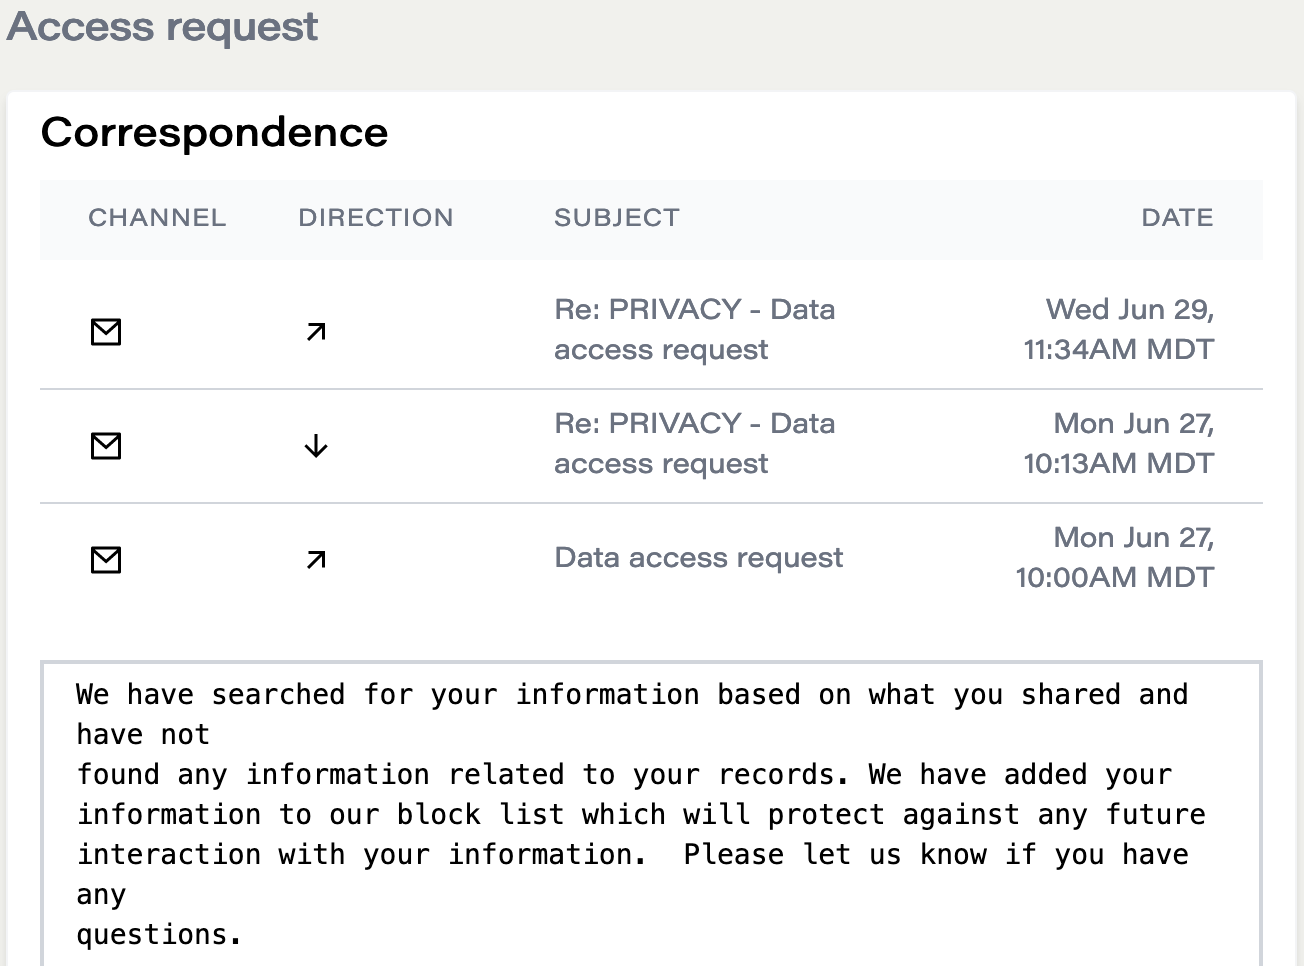 Access request
Correspondence
CHANNEL DIRECTION SUBJECT DATE
Re: PRIVACY - Data
access request
Wed Jun 29,
11:34AM MDT
Re: PRIVACY - Data
access request
Mon Jun 27,
10:13AM MDT
Data access request
Mon Jun 27,
10:00AM MDT
We have searched for your information based on what you shared and
have not
found any information related to your records. We have added your
information to our block list which will protect against any future
interaction with your information.  Please let us know if you have
any
questions.